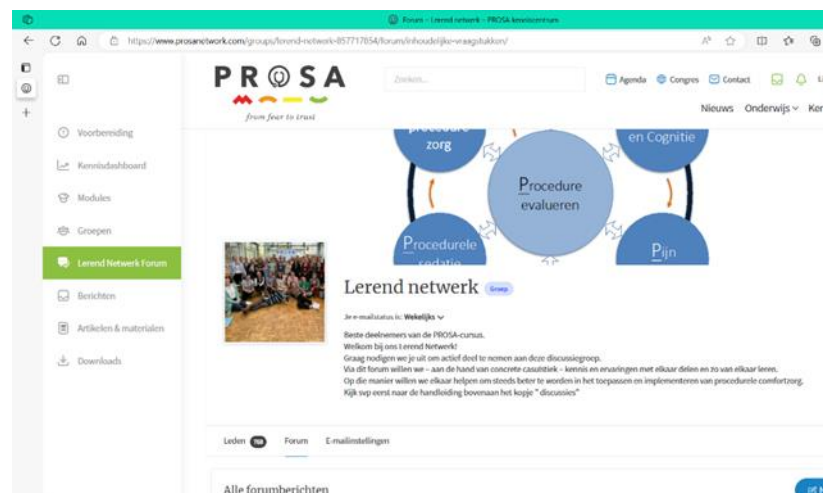 Forum - Lerend netwerk - PROSA kenniscentrum
https://www.prosanetwork.com/groups/lerend-netwerk-857717654/forum/inhoudelijke-vraagstukken/
PROSA
from fear to trust
Zoeken...
Agenda
Congres
Contact
Nieuws
Onderwijs
Ker
Voorbereiding
Kennisdashboard
Modules
Groepen
Lerend Netwerk Forum
Berichten
Artikelen & materialen
Downloads
procedure
zorg
en Cognitie
Procedure
evalueren
Procedurele
sedatie
Pijn
Lerend netwerk Groep
Je e-mailstatus is: Wekelijks
Beste deelnemers van de PROSA-cursus.
Welkom bij ons Lerend Netwerk!
Graag nodigen we je uit om actief deel te nemen aan deze discussiegroep.
Via dit forum willen we – aan de hand van concrete casuïstiek – kennis en ervaringen met elkaar delen en zo van elkaar leren.
Op die manier willen we elkaar helpen om steeds beter te worden in het toepassen en implementeren van procedurele comfortzorg.
Kijk svp eerst naar de handleiding bovenaan het kopje " discussies"
Leden
Forum
E-mailinstellingen
Alle forumberichten